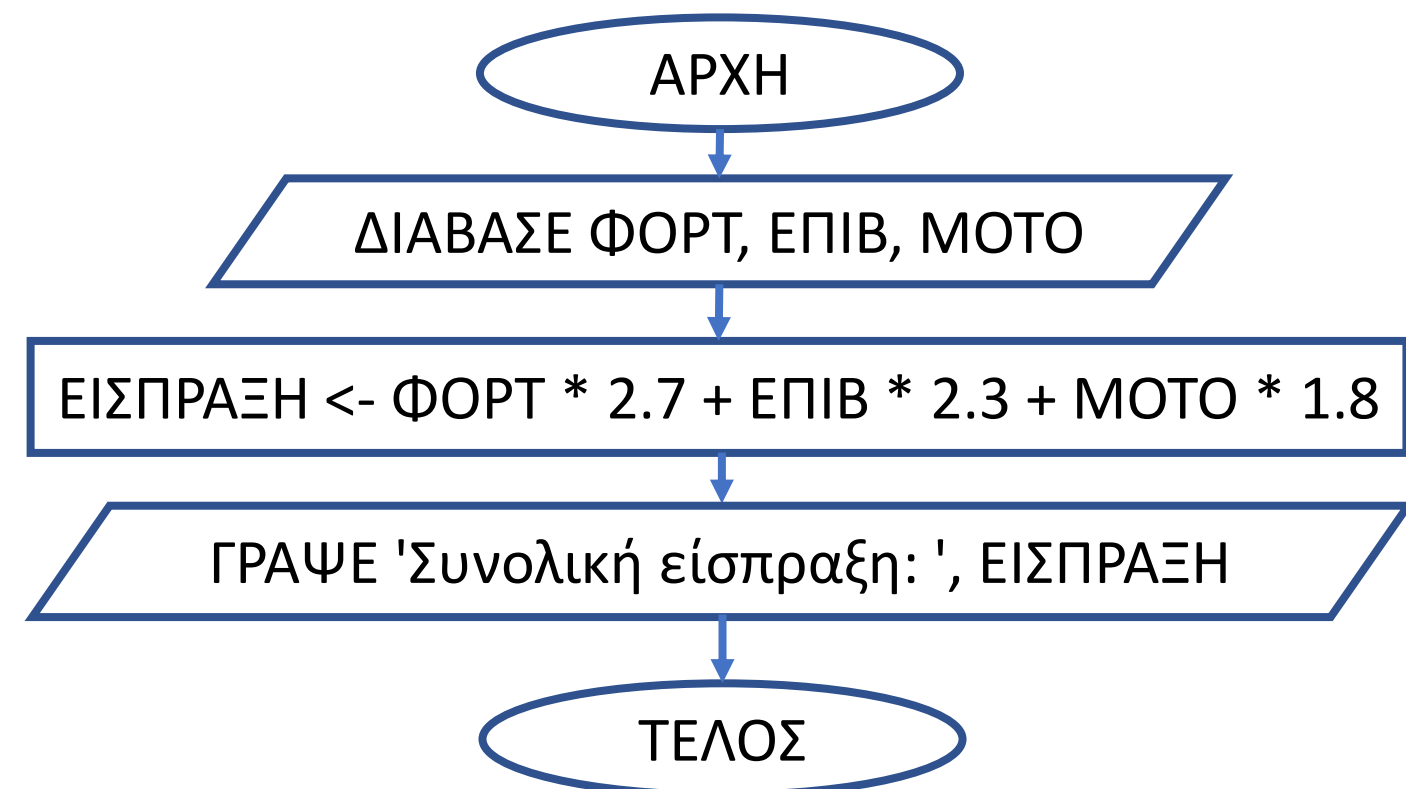 ΑΡΧΗ
ΔΙΑΒΑΣΕ ΦΟΡΤ, ΕΠΙΒ, ΜΟΤΟ
ΕΙΣΠΡΑΞΗ <- ΦΟΡΤ * 2.7 + ΕΠΙΒ * 2.3 + ΜΟΤΟ * 1.8
ΓΡΑΨΕ 'Συνολική είσπραξη: ', ΕΙΣΠΡΑΞΗ
ΤΕΛΟΣ